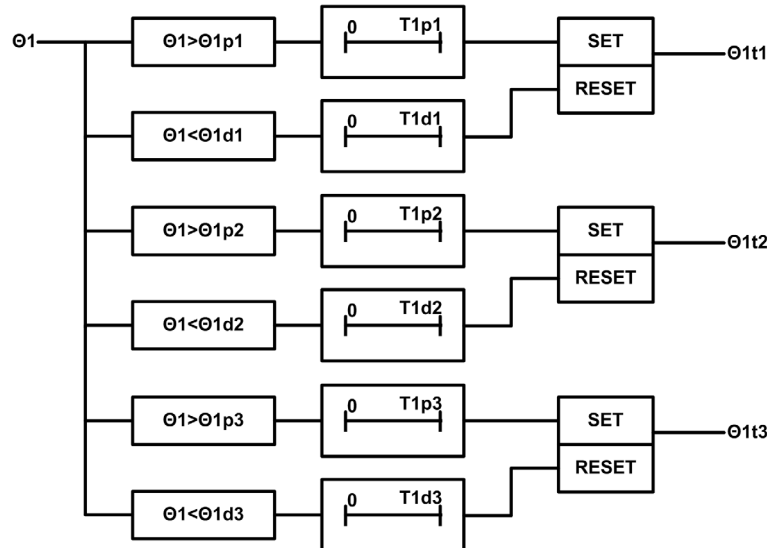 Θ1
Θ1>Θ1p1
0 T1p1
SET
Θ1t1
RESET
Θ1<Θ1d1
0 T1d1
Θ1>Θ1p2
0 T1p2
SET
Θ1t2
RESET
Θ1<Θ1d2
0 T1d2
Θ1>Θ1p3
0 T1p3
SET
Θ1t3
RESET
Θ1<Θ1d3
0 T1d3